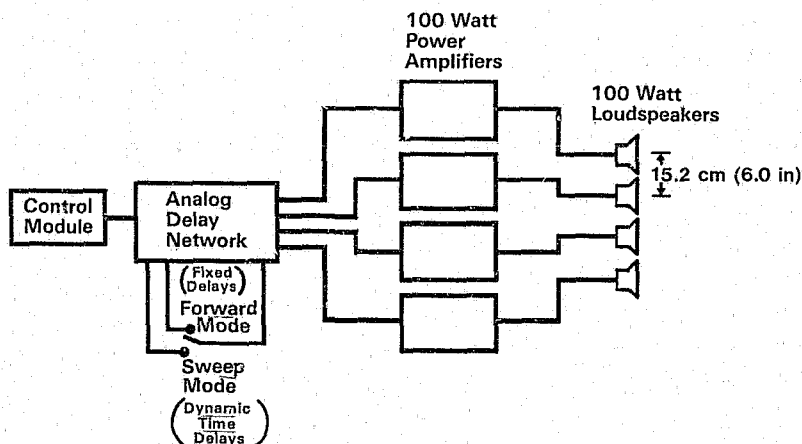 100 Watt
Power
Amplifiers
100 Watt
Loudspeakers
15.2 cm (6.0 in)
Control
Module
Analog
Delay
Network
(Fixed
Delays)
Forward
Mode
Sweep
Mode
(Dynamic
Time
Delays)